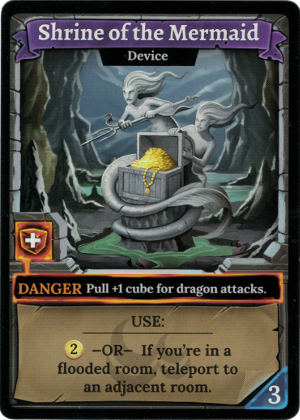 Shrine of the Mermaid
Device
DANGER Pull +1 cube for dragon attacks.
USE:
2 –OR– If you're in a
flooded room, teleport to
an adjacent room.
3